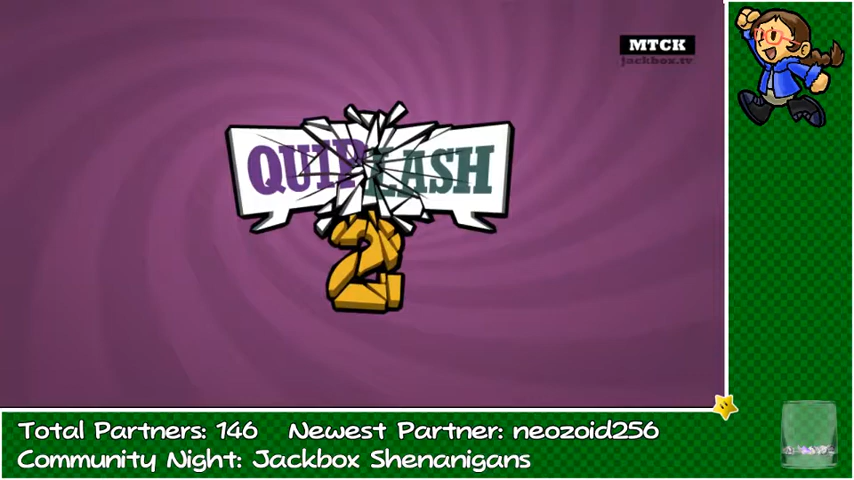 MTCK
jackbox.tv
QUIPLASH
2
Total Partners: 146 Newest Partner: neozoid256
Community Night: Jackbox Shenanigans